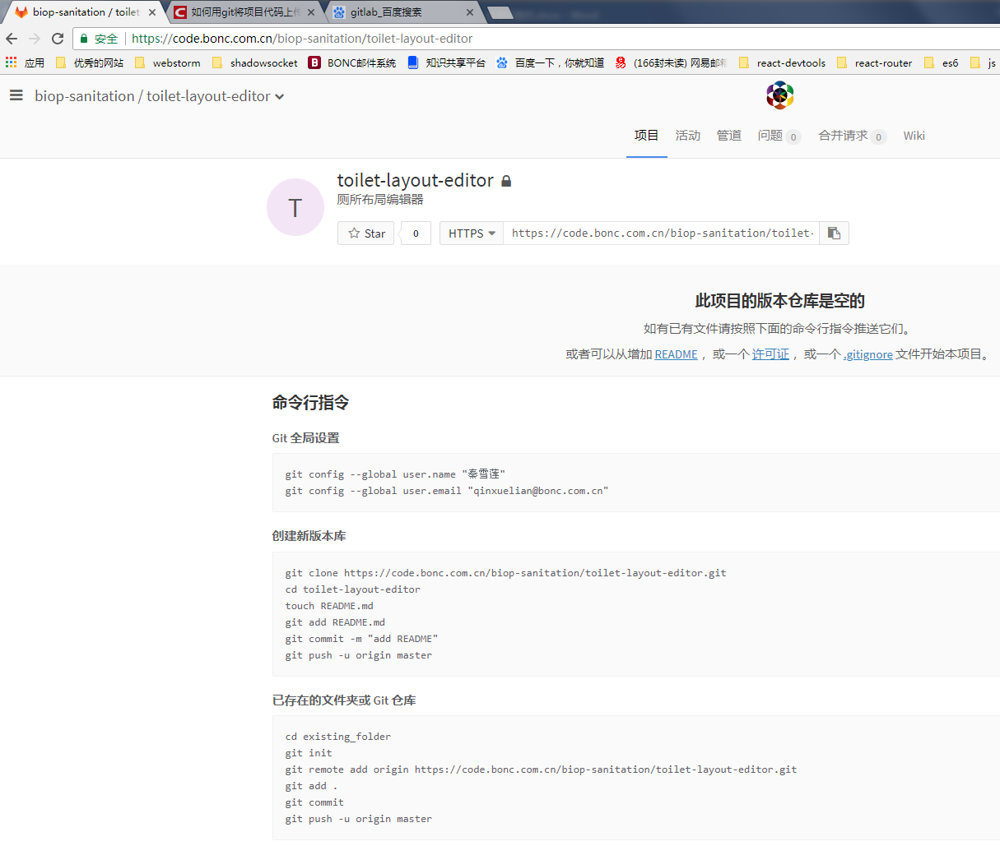 biop-sanitation / toilet
如何用git将项目代码上传
gitlab_百度搜索
安全 https://code.bonc.com.cn/biop-sanitation/toilet-layout-editor
应用 优秀的网站 webstorm shadowsocket BONC邮件系统 知识共享平台 百度一下，你就知道 (166封未读) 网易邮箱 react-devtools react-router es6 js
biop-sanitation / toilet-layout-editor
项目 活动 管道 问题 0 合并请求 0 Wiki
T
toilet-layout-editor
厕所布局编辑器
Star 0 HTTPS https://code.bonc.com.cn/biop-sanitation/toilet-
此项目的版本仓库是空的
如有已有文件请按照下面的命令行指令推送它们。
或者可以从增加 README ，或一个 许可证 ，或一个 .gitignore 文件开始本项目。
命令行指令
Git 全局设置
git config --global user.name "秦雪莲"
git config --global user.email "qinxuelian@bonc.com.cn"
创建新版本库
git clone https://code.bonc.com.cn/biop-sanitation/toilet-layout-editor.git
cd toilet-layout-editor
touch README.md
git add README.md
git commit -m "add README"
git push -u origin master
已存在的文件夹或 Git 仓库
cd existing_folder
git init
git remote add origin https://code.bonc.com.cn/biop-sanitation/toilet-layout-editor.git
git add .
git commit
git push -u origin master